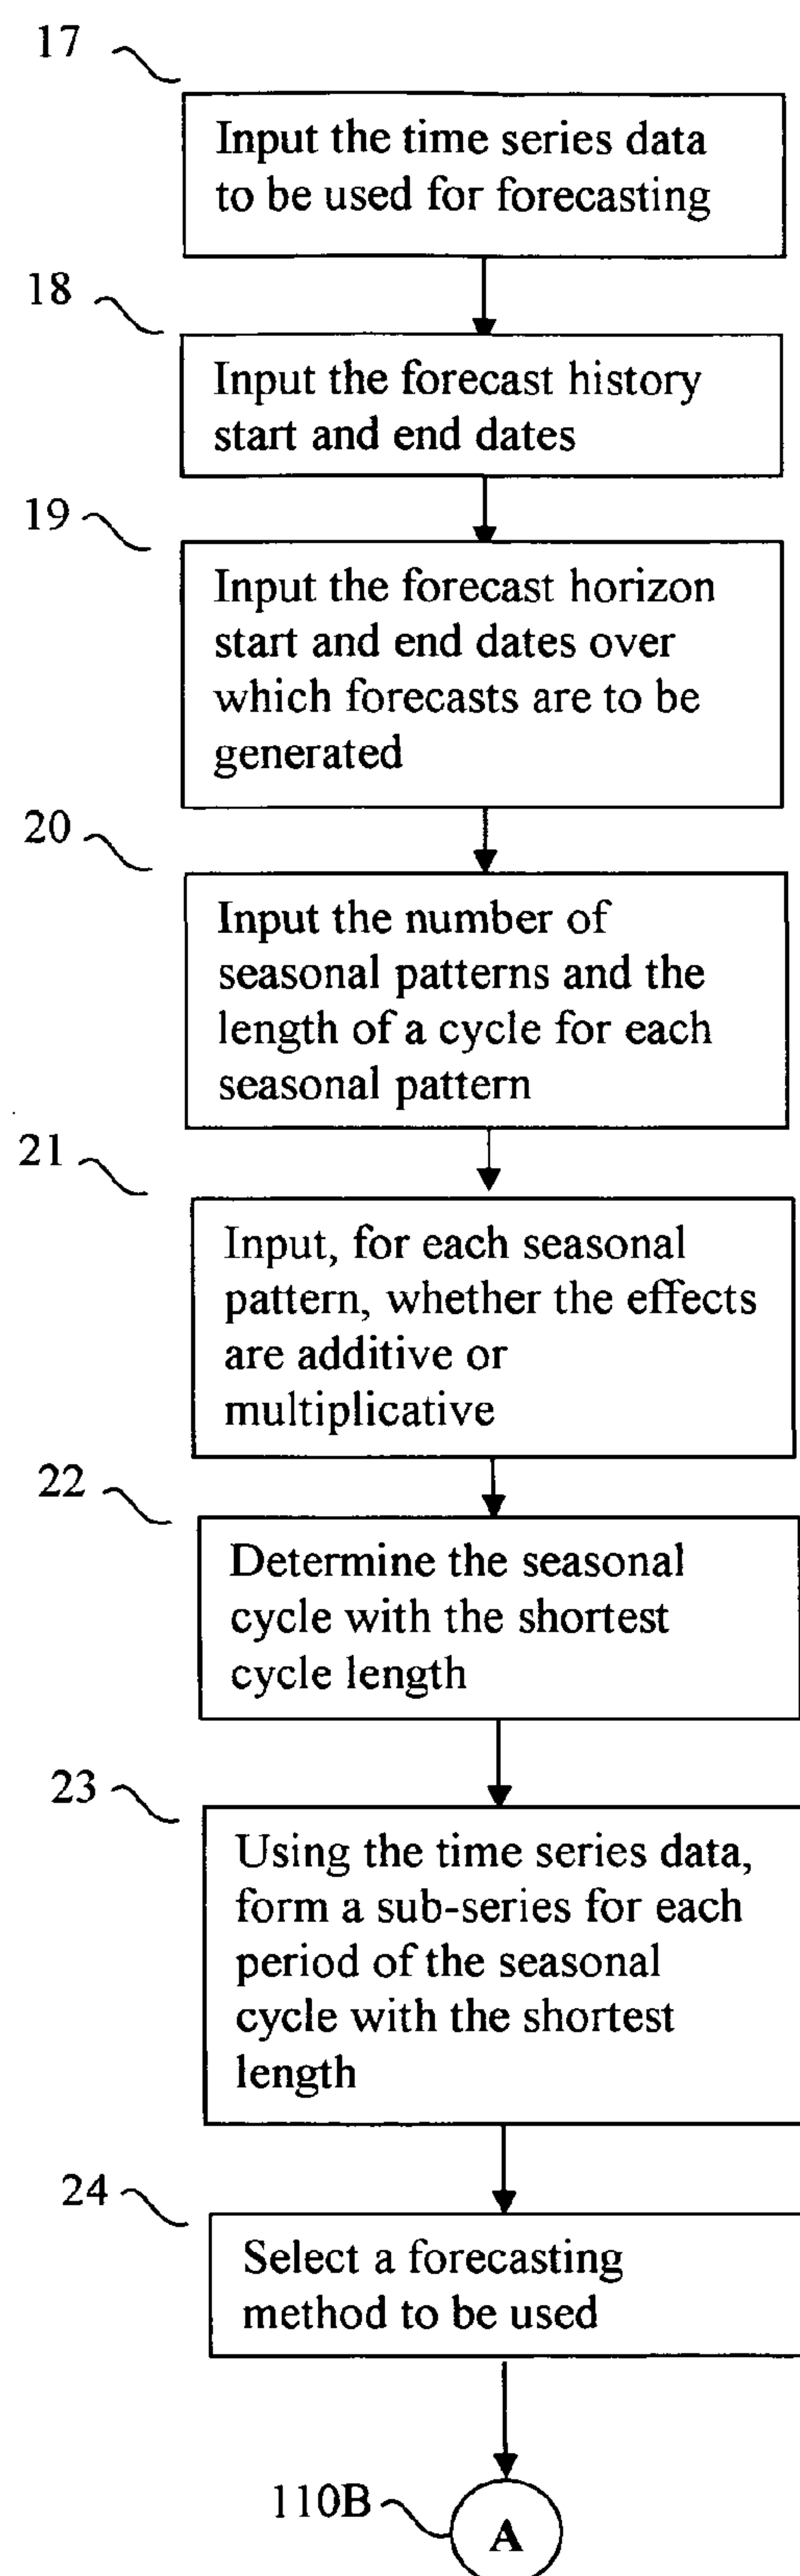 17
Input the time series data
to be used for forecasting
18
Input the forecast history
start and end dates
19
Input the forecast horizon
start and end dates over
which forecasts are to be
generated
20
Input the number of
seasonal patterns and the
length of a cycle for each
seasonal pattern
21
Input, for each seasonal
pattern, whether the effects
are additive or
multiplicative
22
Determine the seasonal
cycle with the shortest
cycle length
23
Using the time series data,
form a sub-series for each
period of the seasonal
cycle with the shortest
length
24
Select a forecasting
method to be used
110B
A